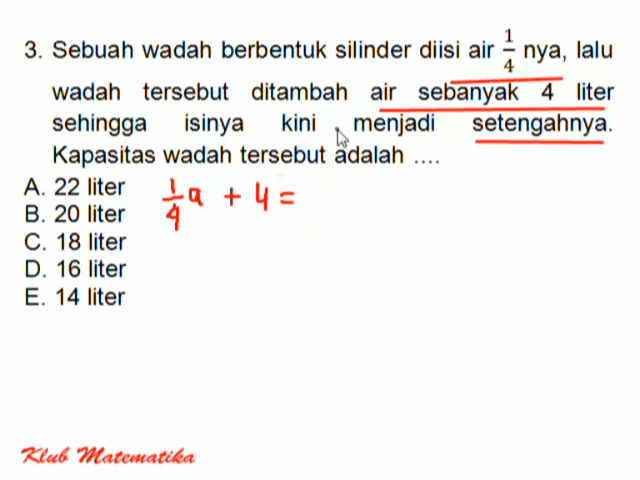 3. Sebuah wadah berbentuk silinder diisi air 1/4 nya, lalu
wadah tersebut ditambah air sebanyak 4 liter
sehingga isinya kini menjadi setengahnya.
Kapasitas wadah tersebut adalah ....
A. 22 liter
B. 20 liter
C. 18 liter
D. 16 liter
E. 14 liter
1/4 a + 4 =
Klub Matematika